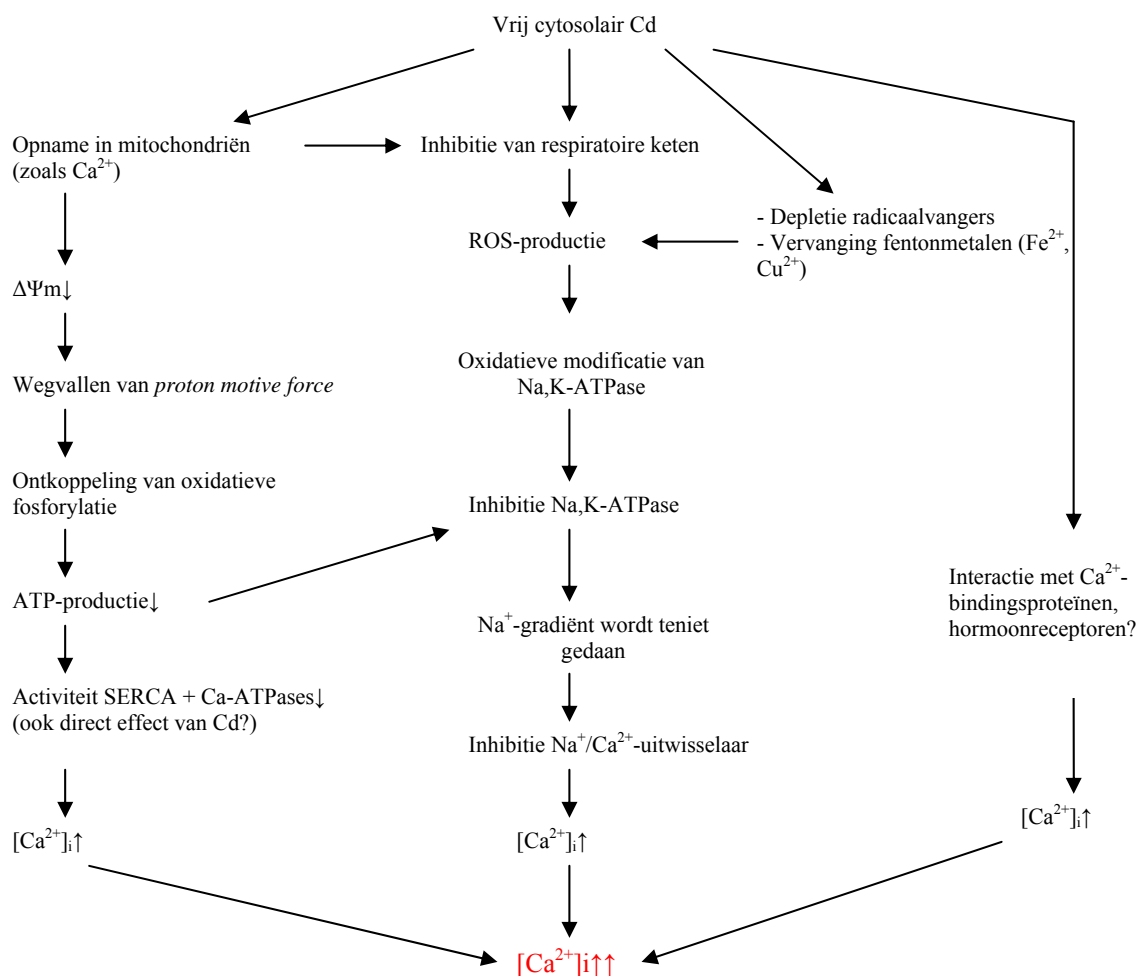 Vrij cytosolair Cd
Opname in mitochondriën
(zoals Ca²⁺)
Inhibitie van respiratoire keten
- Depletie radicaalvangers
- Vervanging fentonmetalen (Fe²⁺,
Cu²⁺)
ROS-productie
ΔΨm↓
Oxidatieve modificatie van
Na,K-ATPase
Wegvallen van proton motive force
Ontkoppeling van oxidatieve
fosforylatie
Inhibitie Na,K-ATPase
ATP-productie↓
Interactie met Ca²⁺-
bindingsproteïnen,
hormoonreceptoren?
Na⁺-gradiënt wordt teniet
gedaan
Activiteit SERCA + Ca-ATPases↓
(ook direct effect van Cd?)
Inhibitie Na⁺/Ca²⁺-uitwisselaar
[Ca²⁺]ᵢ↑
[Ca²⁺]ᵢ↑
[Ca²⁺]ᵢ↑
[Ca²⁺]i↑↑